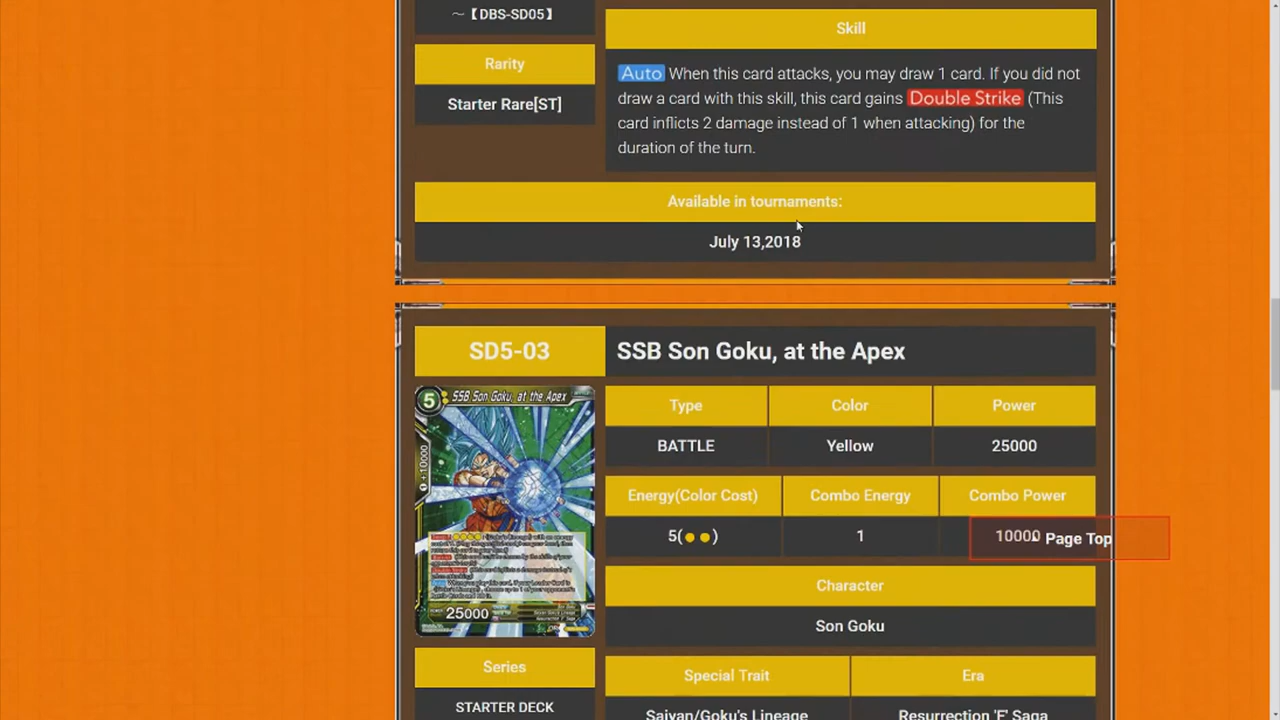 ～【DBS-SD05】
Rarity
Starter Rare[ST]
Skill
Auto When this card attacks, you may draw 1 card. If you did not
draw a card with this skill, this card gains Double Strike (This
card inflicts 2 damage instead of 1 when attacking) for the
duration of the turn.
Available in tournaments:
July 13,2018
SD5-03
SSB Son Goku, at the Apex
5
SSB Son Goku, at the Apex
+10000
25000
Type
Color
Power
BATTLE
Yellow
25000
Energy(Color Cost)
Combo Energy
Combo Power
5(●●)
1
10000
Page Top
Character
Son Goku
Series
STARTER DECK
Special Trait
Era
Saiyan/Goku's Lineage
Resurrection 'F' Saga